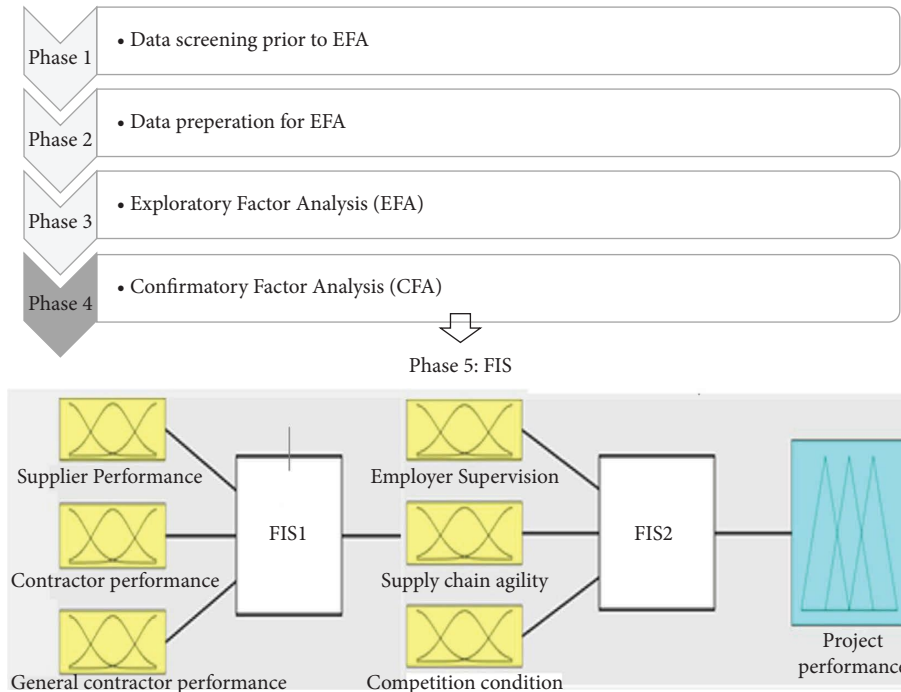 Phase 1
• Data screening prior to EFA
Phase 2
• Data preperation for EFA
Phase 3
• Exploratory Factor Analysis (EFA)
Phase 4
• Confirmatory Factor Analysis (CFA)
Phase 5: FIS
Supplier Performance
Contractor performance
General contractor performance
FIS1
Employer Supervision
Supply chain agility
Competition condition
FIS2
Project
performance